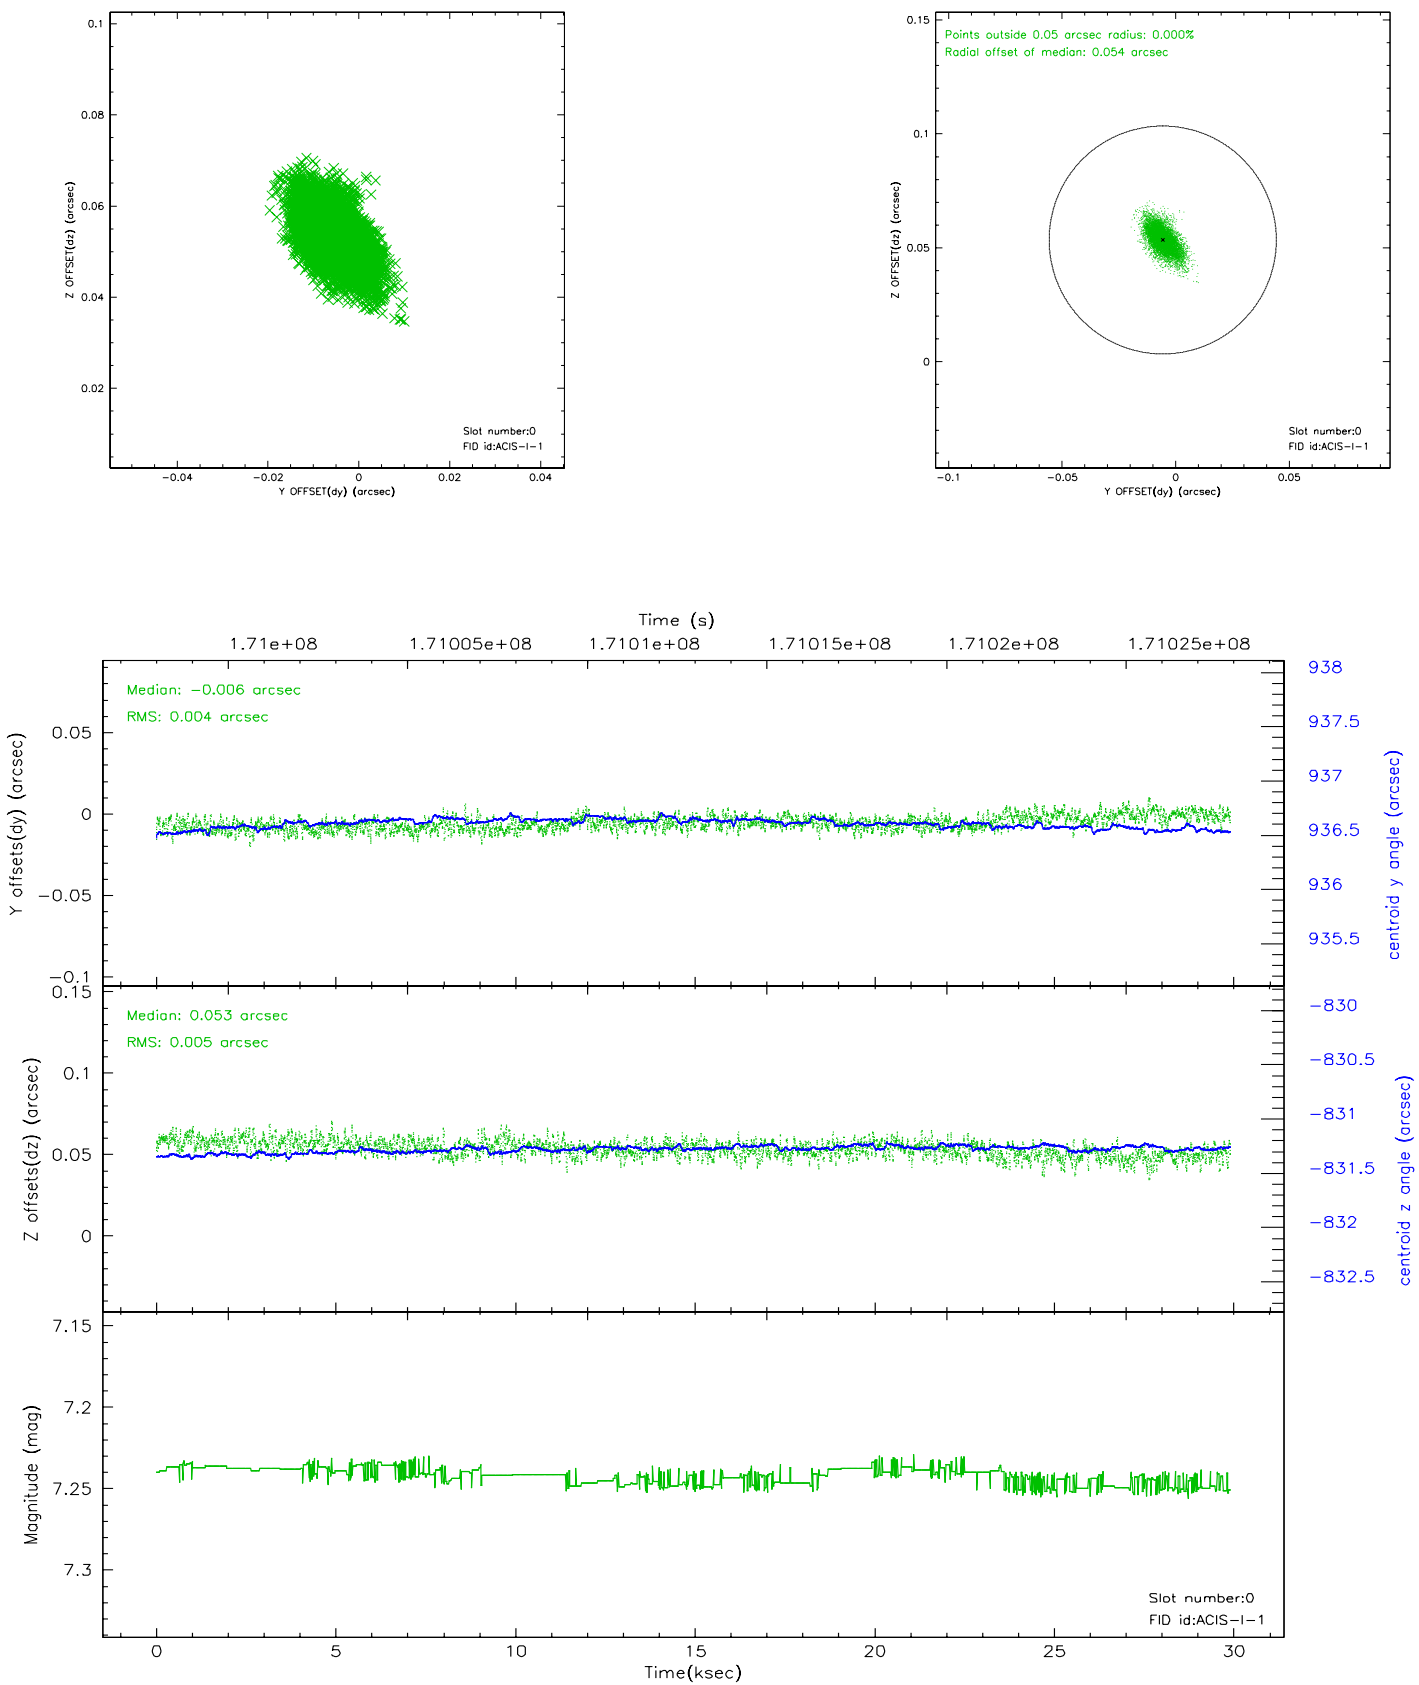 0.1
0.08
0.06
0.04
0.02
Z OFFSET(dz) (arcsec)
Slot number:0
FID id:ACIS-I-1
-0.04 -0.02 0 0.02 0.04
Y OFFSET(dy) (arcsec)
Points outside 0.05 arcsec radius: 0.000%
Radial offset of median: 0.054 arcsec
0.15
0.1
0.05
0
Z OFFSET(dz) (arcsec)
Slot number:0
FID id:ACIS-I-1
-0.1 -0.05 0 0.05
Y OFFSET(dy) (arcsec)
Time (s)
1.71e+08 1.71005e+08 1.7101e+08 1.71015e+08 1.7102e+08 1.71025e+08
Median: -0.006 arcsec
RMS: 0.004 arcsec
0.05
0
-0.05
-0.1
Y offsets(dy) (arcsec)
938
937.5
937
936.5
936
935.5
centroid y angle (arcsec)
Median: 0.053 arcsec
RMS: 0.005 arcsec
0.15
0.1
0.05
0
Z offsets(dz) (arcsec)
-830
-830.5
-831
-831.5
-832
-832.5
centroid z angle (arcsec)
7.15
7.2
7.25
7.3
Magnitude (mag)
Slot number:0
FID id:ACIS-I-1
0 5 10 15 20 25 30
Time(ksec)